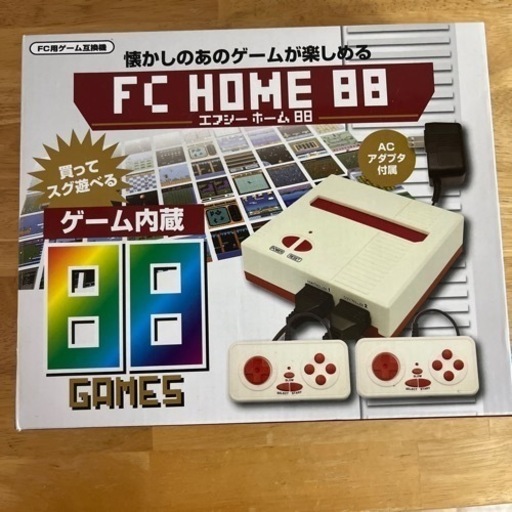 FC用ゲーム互換機
懐かしのあのゲームが楽しめる
FC HOME 88
エフシー ホーム 88
買って
スグ遊べる
AC
アダプタ
付属
ゲーム内蔵
88
GAMES